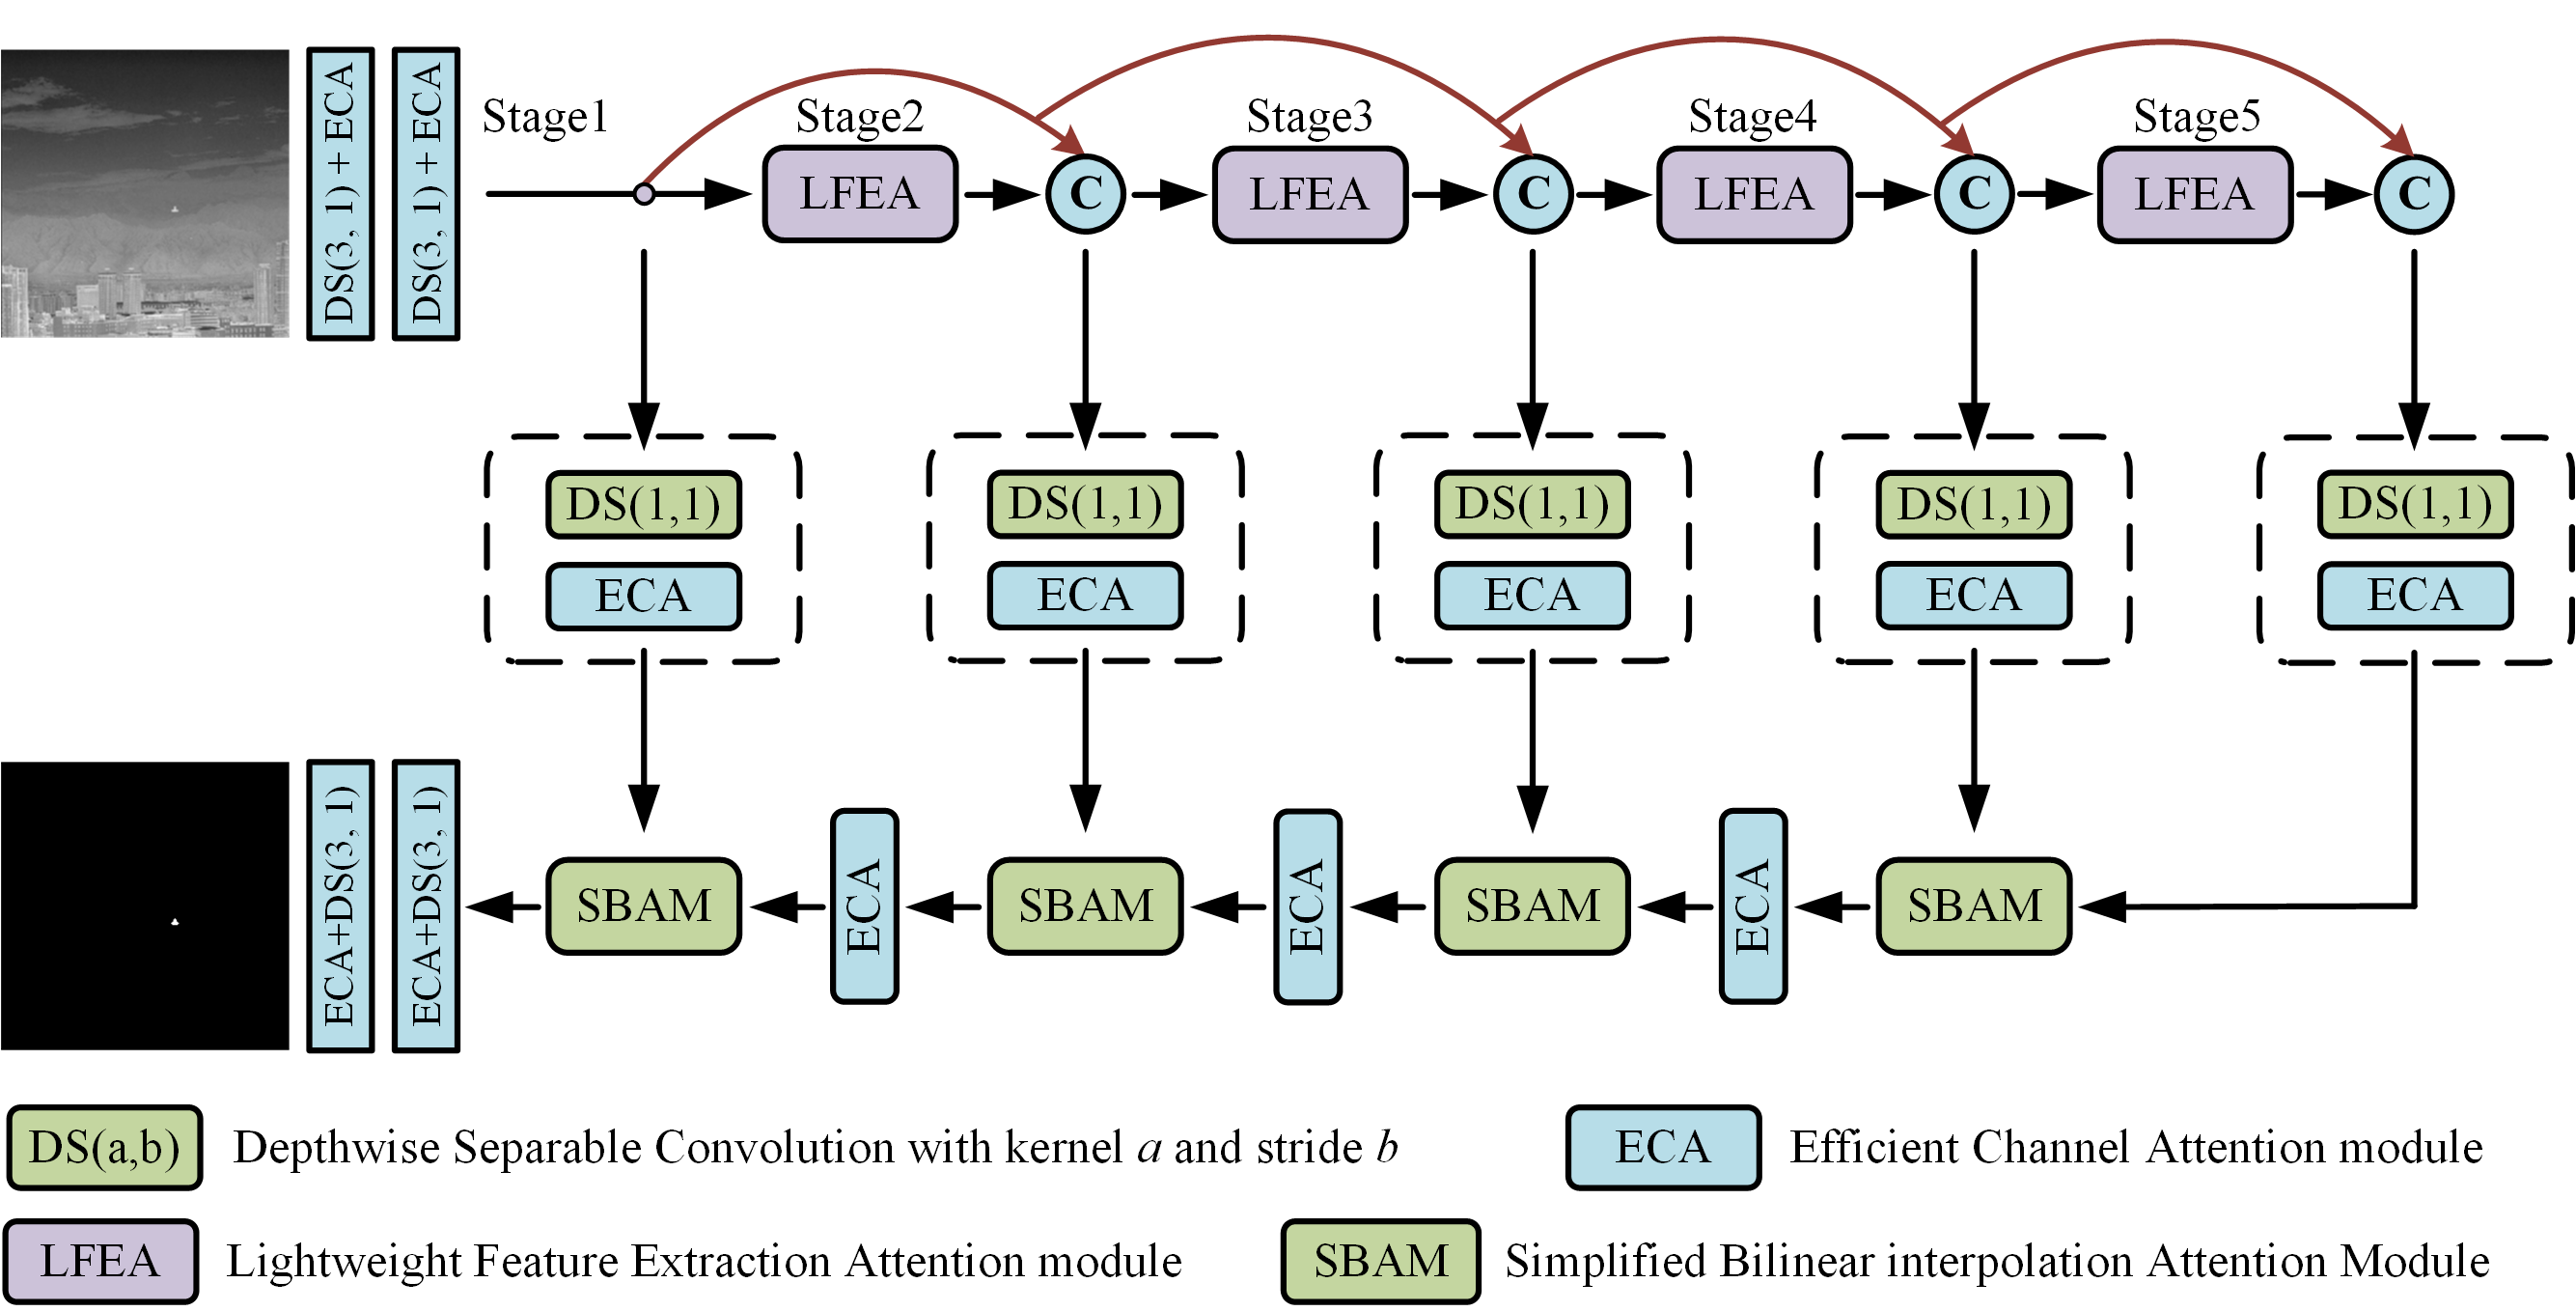 DS(3, 1) + ECA
DS(3, 1) + ECA
Stage1
Stage2
Stage3
Stage4
Stage5
LFEA
C
LFEA
C
LFEA
C
LFEA
C
DS(1,1)
DS(1,1)
DS(1,1)
DS(1,1)
DS(1,1)
ECA
ECA
ECA
ECA
ECA
ECA+DS(3, 1)
ECA+DS(3, 1)
SBAM
ECA
SBAM
ECA
SBAM
ECA
SBAM
DS(a,b) Depthwise Separable Convolution with kernel a and stride b
ECA Efficient Channel Attention module
LFEA Lightweight Feature Extraction Attention module
SBAM Simplified Bilinear interpolation Attention Module